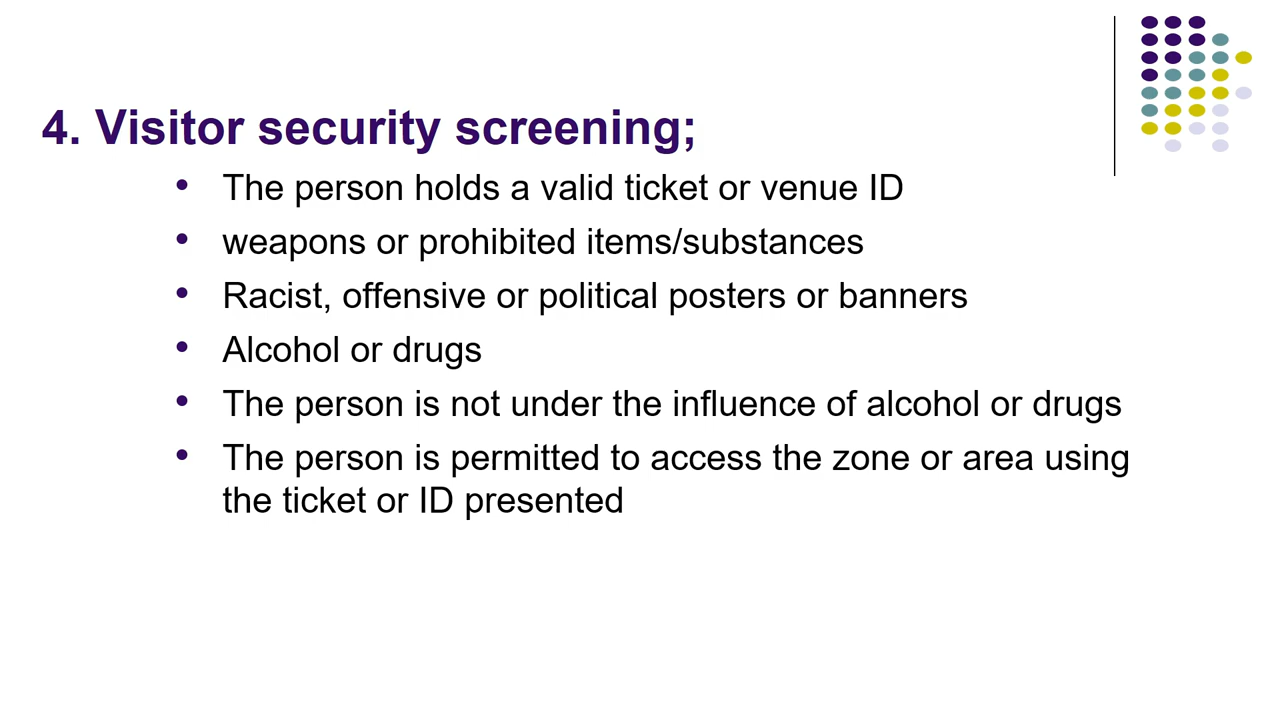 4. Visitor security screening;
• The person holds a valid ticket or venue ID
• weapons or prohibited items/substances
• Racist, offensive or political posters or banners
• Alcohol or drugs
• The person is not under the influence of alcohol or drugs
• The person is permitted to access the zone or area using
the ticket or ID presented